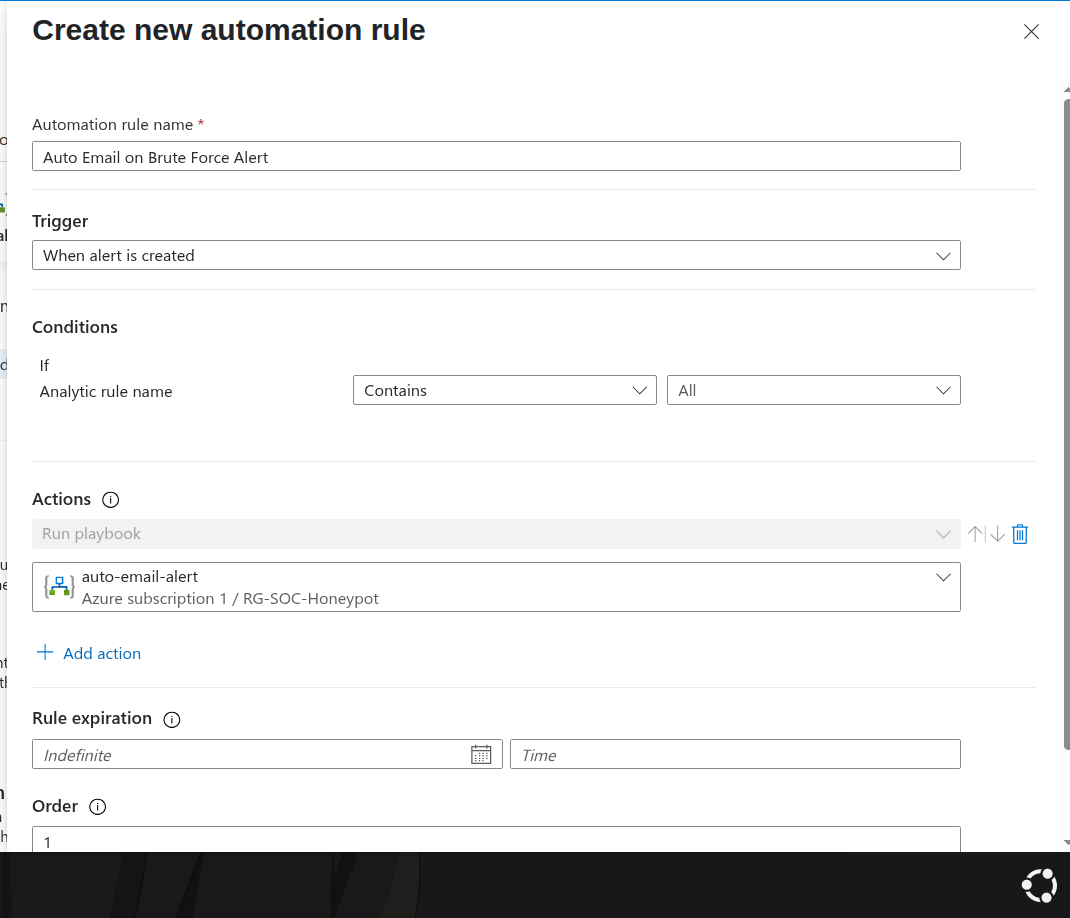 Create new automation rule
Automation rule name *
Auto Email on Brute Force Alert
Trigger
When alert is created
Conditions
If
Analytic rule name
Contains
All
Actions
Run playbook
auto-email-alert
Azure subscription 1 / RG-SOC-Honeypot
Add action
Rule expiration
Indefinite
Time
Order
1